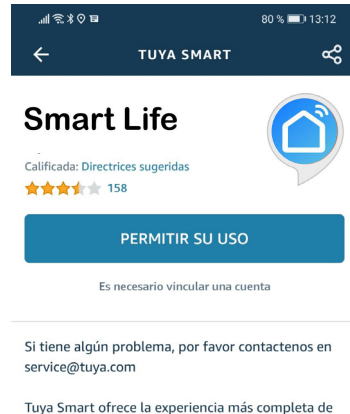 80 % 13:12
TUYA SMART
Smart Life
Calificada: Directrices sugeridas
158
PERMITIR SU USO
Es necesario vincular una cuenta
Si tiene algún problema, por favor contactenos en
service@tuya.com
Tuya Smart ofrece la experiencia más completa de